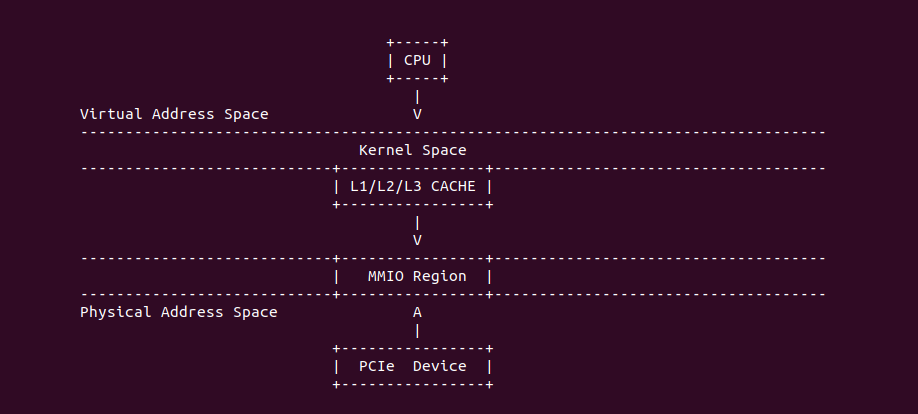 +-----+
| CPU |
+-----+
|
Virtual Address Space V
-----------------------------------------------------------------------------------
Kernel Space
----------------------------+----------------+-------------------------------------
| L1/L2/L3 CACHE |
+----------------+
|
V
----------------------------+----------------+-------------------------------------
| MMIO Region |
----------------------------+----------------+-------------------------------------
Physical Address Space A
|
+----------------+
| PCIe Device |
+----------------+